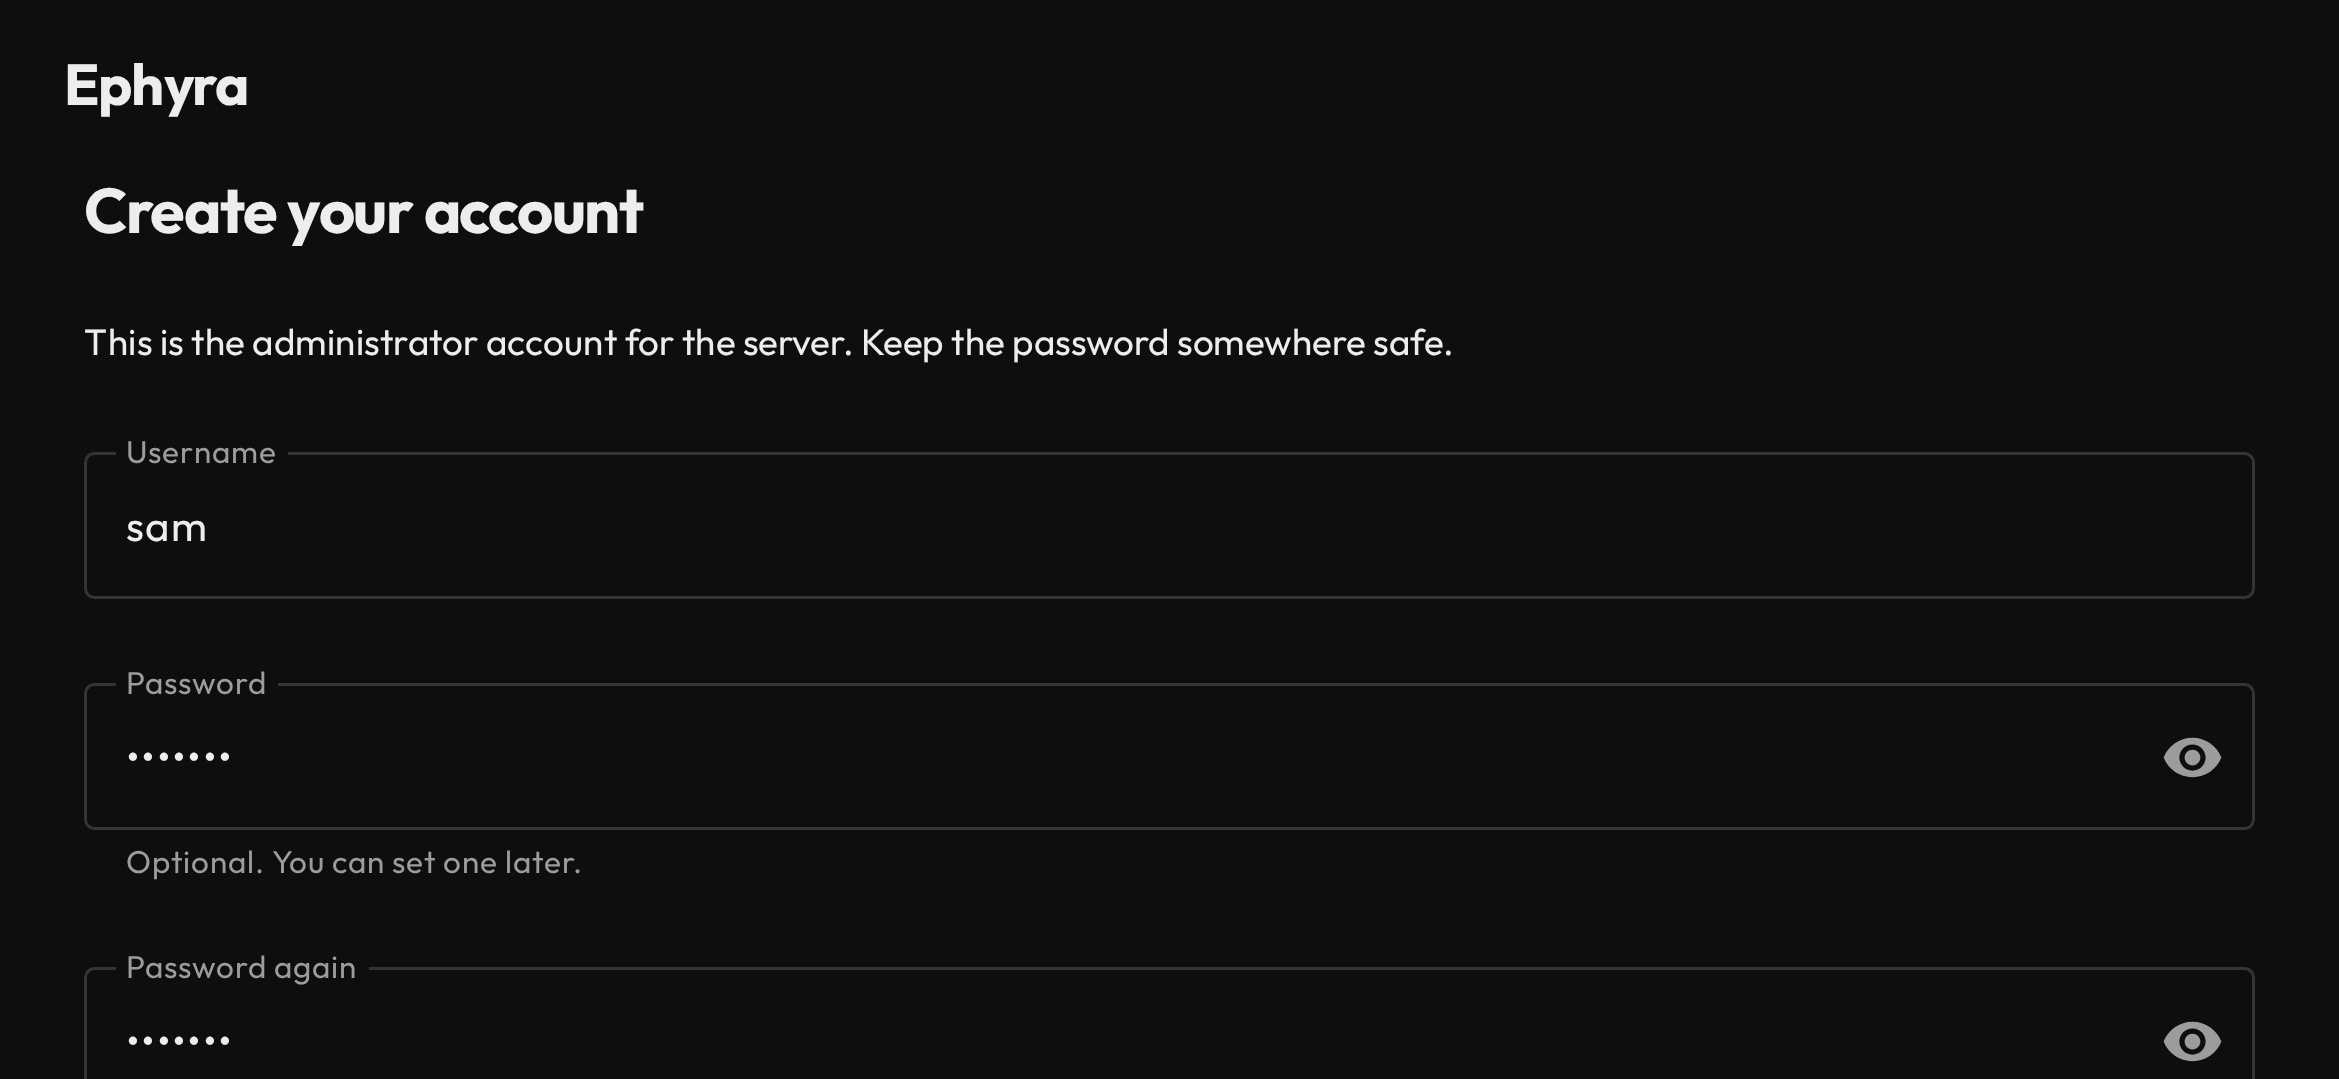 Ephyra
Create your account
This is the administrator account for the server. Keep the password somewhere safe.
Username
sam
Password
•••••••
Optional. You can set one later.
Password again
•••••••